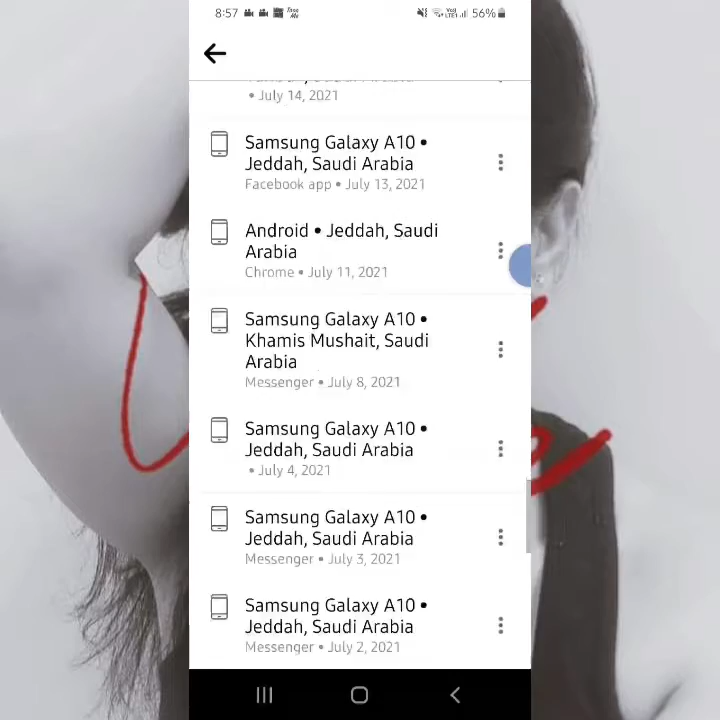 8:57
VoI
LTE1
56%
• July 14, 2021
Samsung Galaxy A10 •
Jeddah, Saudi Arabia
Facebook app • July 13, 2021
Android • Jeddah, Saudi
Arabia
Chrome • July 11, 2021
Samsung Galaxy A10 •
Khamis Mushait, Saudi
Arabia
Messenger • July 8, 2021
Samsung Galaxy A10 •
Jeddah, Saudi Arabia
• July 4, 2021
Samsung Galaxy A10 •
Jeddah, Saudi Arabia
Messenger • July 3, 2021
Samsung Galaxy A10 •
Jeddah, Saudi Arabia
Messenger • July 2, 2021